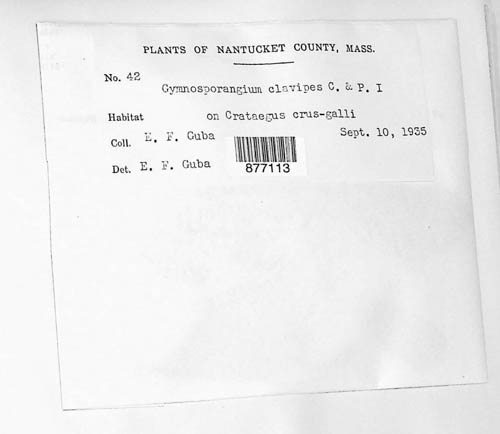 PLANTS OF NANTUCKET COUNTY, MASS.
No. 42
Gymnosporangium clavipes C. & P. I
Habitat on Crataegus crus-galli
Coll. E. F. Guba Sept. 10, 1935
Det. E. F. Guba
877113